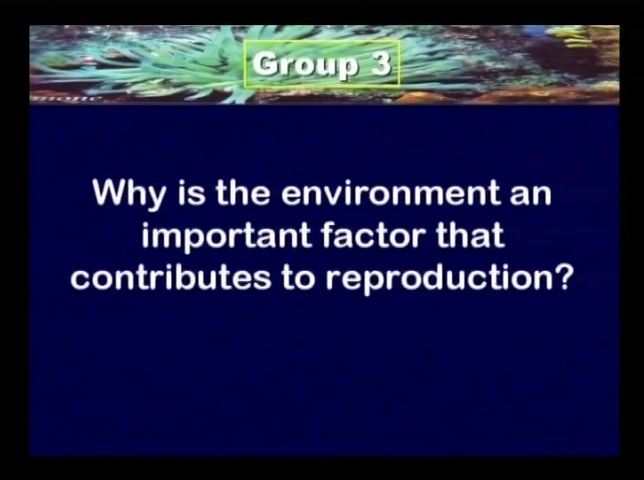 Group 3
Why is the environment an
important factor that
contributes to reproduction?